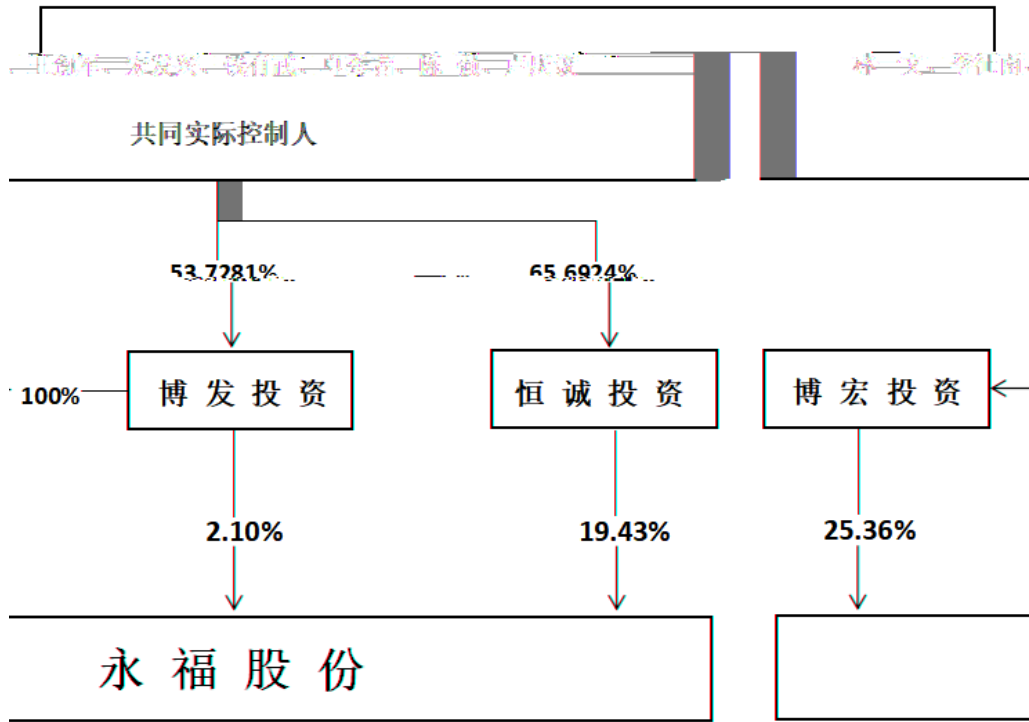 共同实际控制人
53.7281%
65.6924%
100%
博发投资
恒诚投资
博宏投资
2.10%
19.43%
25.36%
永福股份